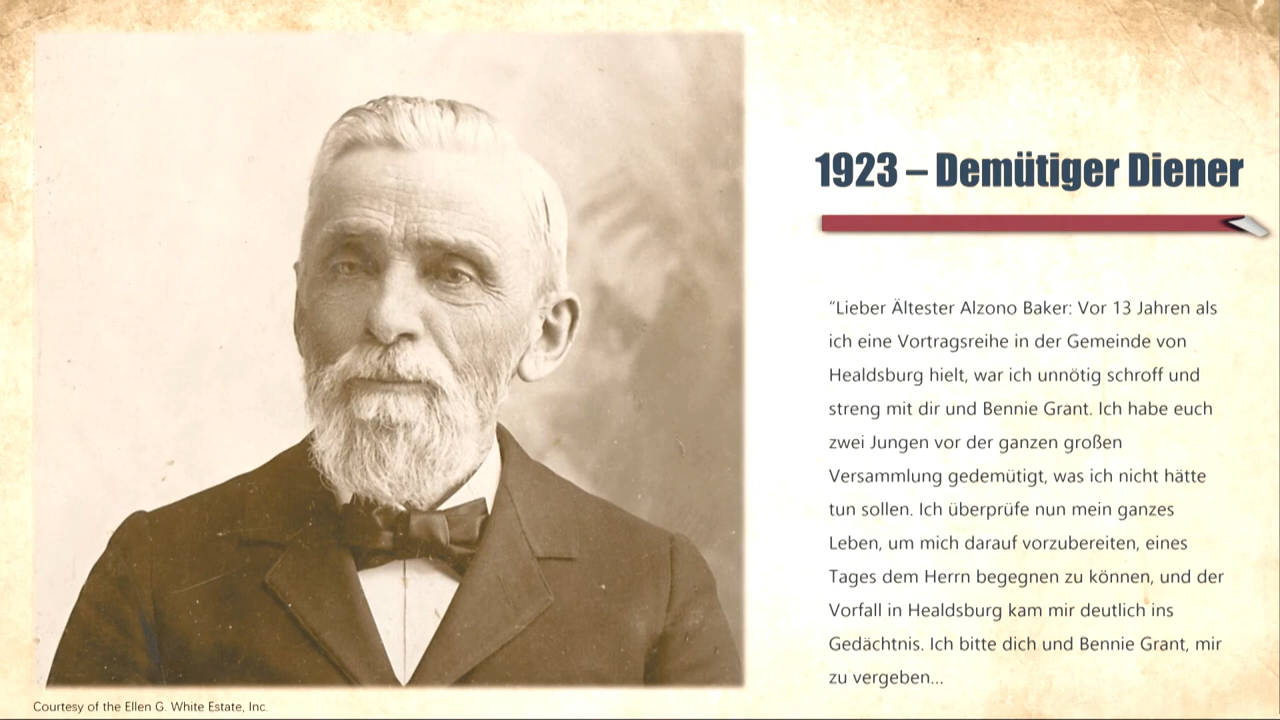 1923 – Demütiger Diener
“Lieber Ältester Alzono Baker: Vor 13 Jahren als
ich eine Vortragsreihe in der Gemeinde von
Healdsburg hielt, war ich unnötig schroff und
streng mit dir und Bennie Grant. Ich habe euch
zwei Jungen vor der ganzen großen
Versammlung gedemütigt, was ich nicht hätte
tun sollen. Ich überprüfe nun mein ganzes
Leben, um mich darauf vorzubereiten, eines
Tages dem Herrn begegnen zu können, und der
Vorfall in Healdsburg kam mir deutlich ins
Gedächtnis. Ich bitte dich und Bennie Grant, mir
zu vergeben...
Courtesy of the Ellen G. White Estate, Inc.